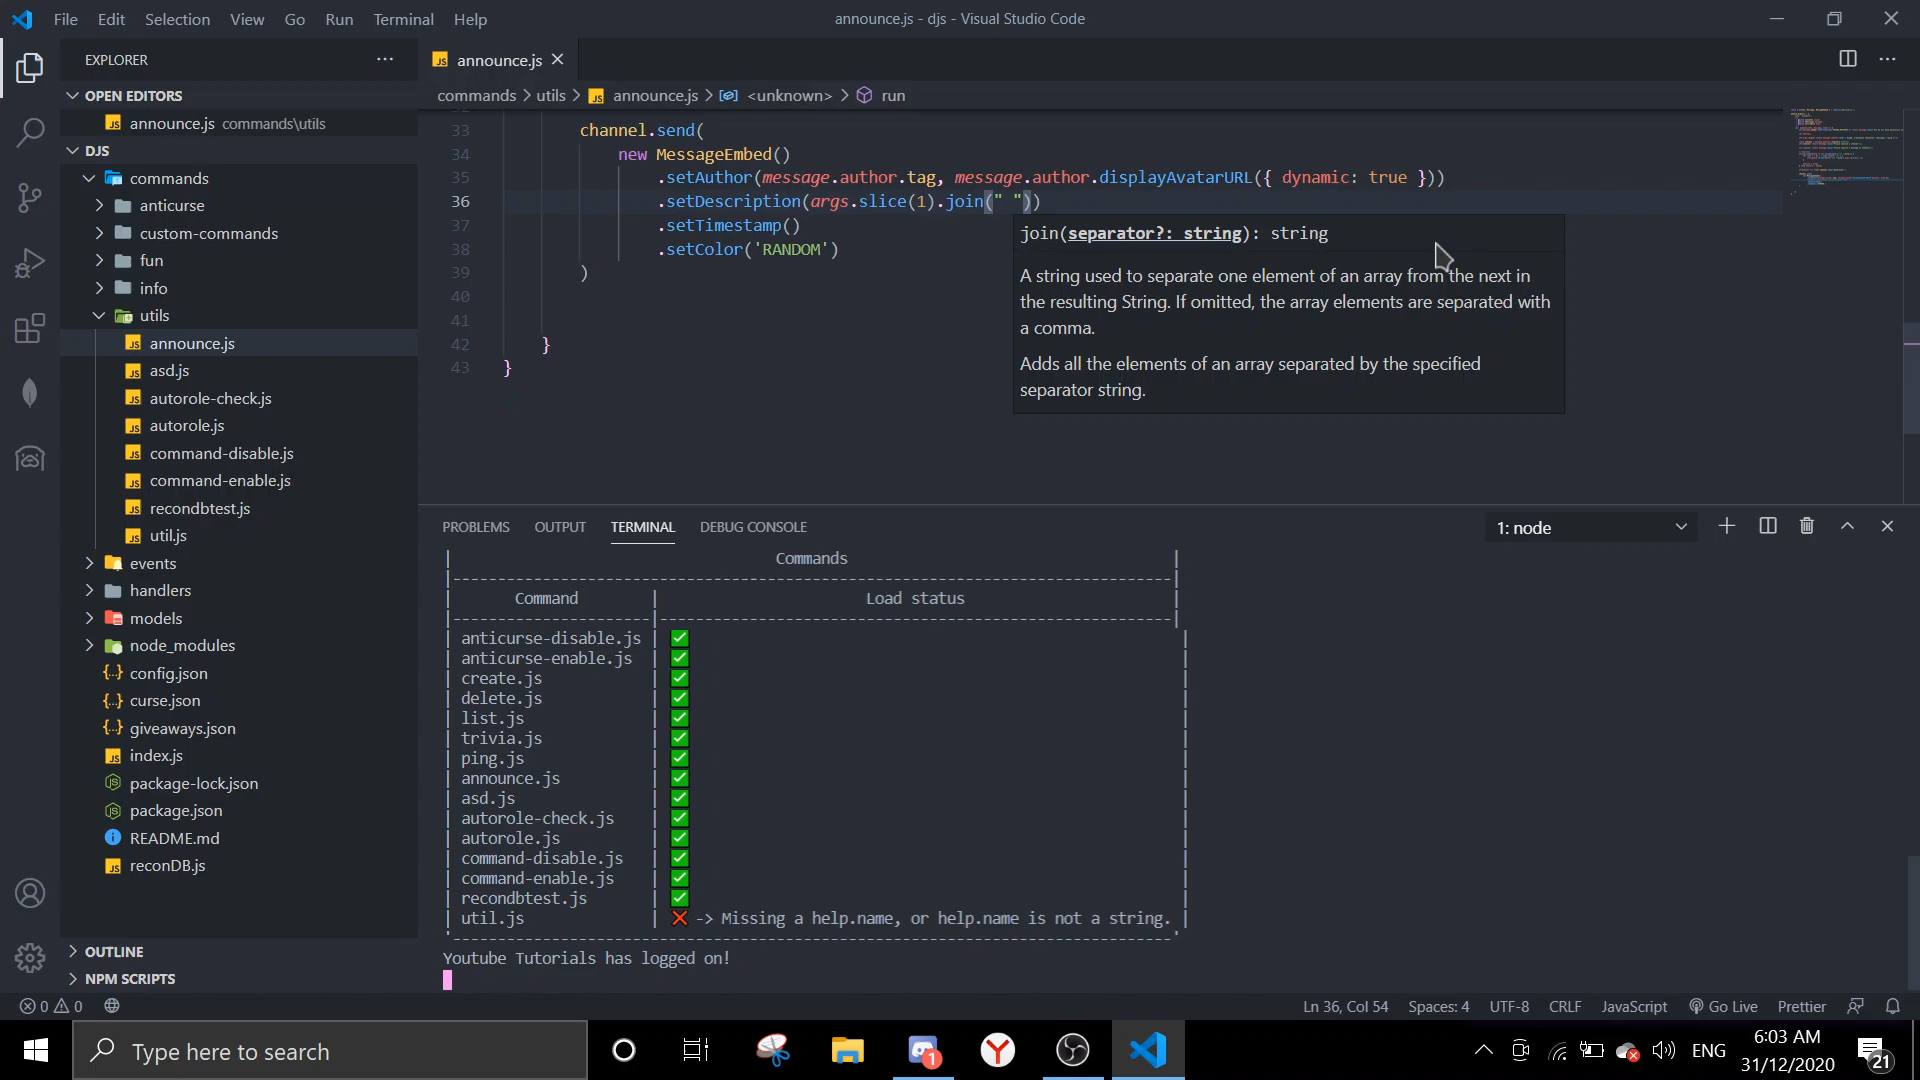 File Edit Selection View Go Run Terminal Help
announce.js - djs - Visual Studio Code
EXPLORER
OPEN EDITORS
announce.js commands\utils
DJS
commands
anticurse
custom-commands
fun
info
utils
announce.js
asd.js
autorole-check.js
autorole.js
command-disable.js
command-enable.js
recondbtest.js
util.js
events
handlers
models
node_modules
config.json
curse.json
giveaways.json
index.js
package-lock.json
package.json
README.md
reconDB.js
OUTLINE
NPM SCRIPTS
announce.js
commands > utils > announce.js > <unknown> > run
33 channel.send(
34 new MessageEmbed()
35 .setAuthor(message.author.tag, message.author.displayAvatarURL({ dynamic: true }))
36 .setDescription(args.slice(1).join(" "))
37 .setTimestamp()
38 .setColor('RANDOM')
39 )
40
41
42 }
43 }
join(separator?: string): string
A string used to separate one element of an array from the next in
the resulting String. If omitted, the array elements are separated with
a comma.
Adds all the elements of an array separated by the specified
separator string.
PROBLEMS OUTPUT TERMINAL DEBUG CONSOLE
1: node
| Commands |
|-------------------------------------------------------------------------------|
| Command | Load status |
|----------------------|--------------------------------------------------------|
| anticurse-disable.js | ✅ |
| anticurse-enable.js | ✅ |
| create.js | ✅ |
| delete.js | ✅ |
| list.js | ✅ |
| trivia.js | ✅ |
| ping.js | ✅ |
| announce.js | ✅ |
| asd.js | ✅ |
| autorole-check.js | ✅ |
| autorole.js | ✅ |
| command-disable.js | ✅ |
| command-enable.js | ✅ |
| recondbtest.js | ✅ |
| util.js | ❌ -> Missing a help.name, or help.name is not a string. |
'-------------------------------------------------------------------------------'
Youtube Tutorials has logged on!
0 0
Ln 36, Col 54 Spaces: 4 UTF-8 CRLF JavaScript Go Live Prettier
Type here to search
1
ENG
6:03 AM
31/12/2020
21